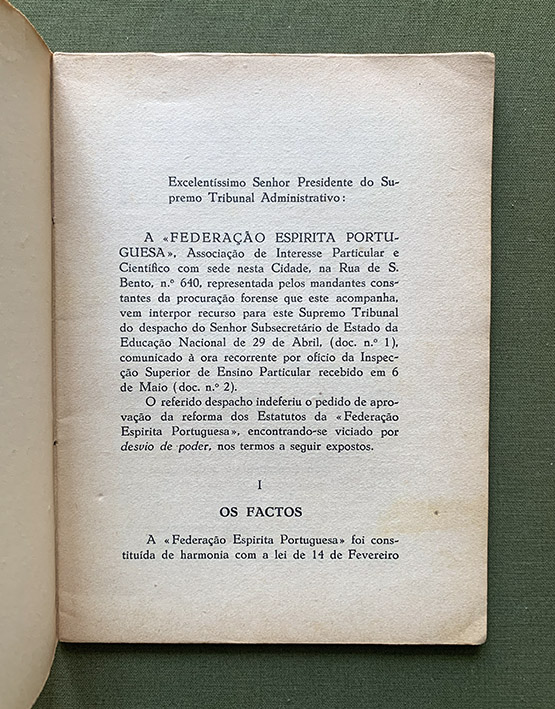 Excelentíssimo Senhor Presidente do Su-
premo Tribunal Administrativo:
A «FEDERAÇÃO ESPIRITA PORTU-
GUESA», Associação de Interesse Particular e
Científico com sede nesta Cidade, na Rua de S.
Bento, n.º 640, representada pelos mandantes cons-
tantes da procuração forense que este acompanha,
vem interpor recurso para este Supremo Tribunal
do despacho do Senhor Subsecretário de Estado da
Educação Nacional de 29 de Abril, (doc. n.º 1),
comunicado à ora recorrente por ofício da Inspec-
ção Superior de Ensino Particular recebido em 6
de Maio (doc. n.º 2).
O referido despacho indeferiu o pedido de apro-
vação da reforma dos Estatutos da «Federação
Espirita Portuguesa», encontrando-se viciado por
desvio de poder, nos termos a seguir expostos.
I
OS FACTOS
A «Federação Espirita Portuguesa» foi cons-
tituída de harmonia com a lei de 14 de Fevereiro